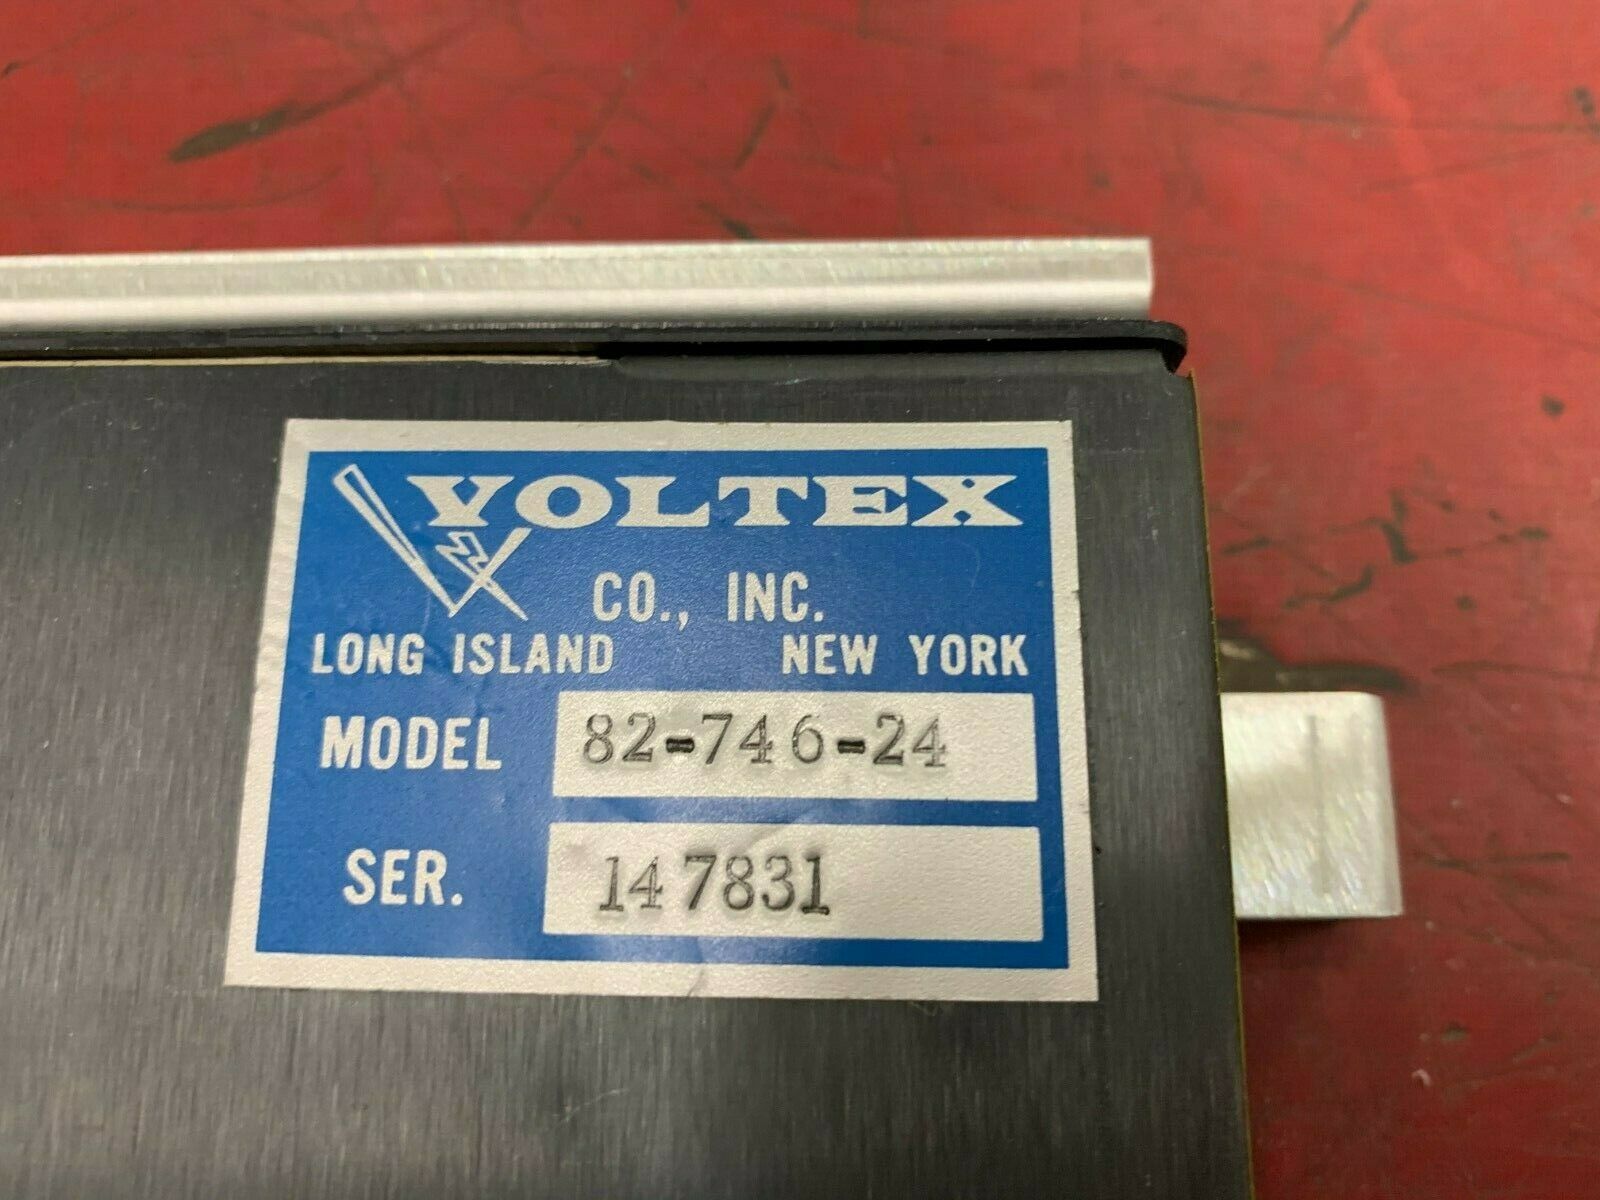 VOLTEX
CO., INC.
LONG ISLAND NEW YORK
MODEL 82-746-24
SER. 147831